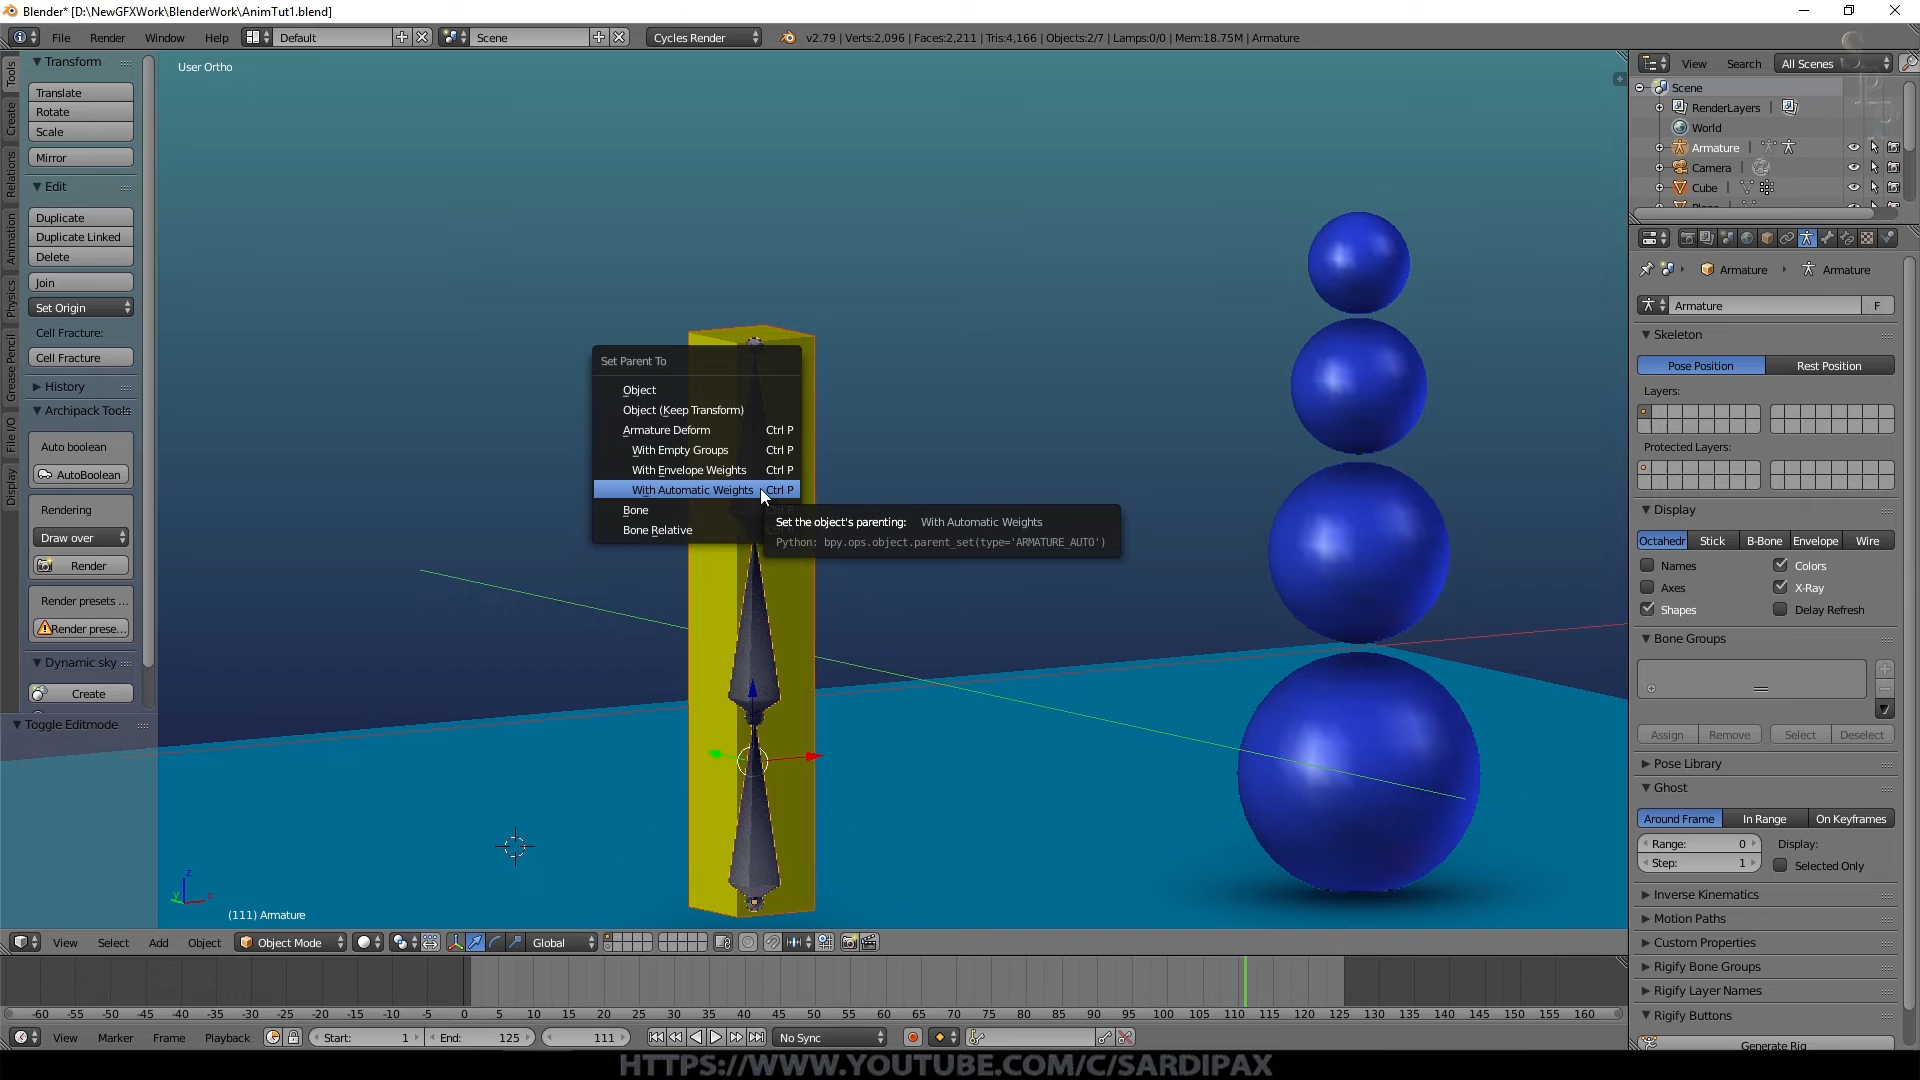 Blender* [D:\NewGFXWork\BlenderWork\AnimTut1.blend]
File Render Window Help Default Scene Cycles Render v2.79 | Verts:2,096 | Faces:2,211 | Tris:4,166 | Objects:2/7 | Lamps:0/0 | Mem:18.75M | Armature
Tools
Create
Relations
Animation
Physics
Grease Pencil
File I/O
Display
Transform
Translate
Rotate
Scale
Mirror
Edit
Duplicate
Duplicate Linked
Delete
Join
Set Origin
Cell Fracture:
Cell Fracture
History
Archipack Tools
Auto boolean
AutoBoolean
Rendering
Draw over
Render
Render presets ...
Render prese...
Dynamic sky
Create
Toggle Editmode
User Ortho
Set Parent To
Object
Object (Keep Transform)
Armature Deform Ctrl P
With Empty Groups Ctrl P
With Envelope Weights Ctrl P
With Automatic Weights Ctrl P
Bone Ctrl P
Bone Relative
Set the object's parenting: With Automatic Weights
Python: bpy.ops.object.parent_set(type='ARMATURE_AUTO')
z
y x
(111) Armature
View Search All Scenes
Scene
RenderLayers |
World
Armature |
Camera |
Cube |
Armature Armature
Armature F
Skeleton
Pose Position Rest Position
Layers:
Protected Layers:
Display
Octahedr Stick B-Bone Envelope Wire
Names Colors
Axes X-Ray
Shapes Delay Refresh
Bone Groups
Assign Remove Select Deselect
Pose Library
Ghost
Around Frame In Range On Keyframes
Range: 0 Display:
Step: 1 Selected Only
Inverse Kinematics
Motion Paths
Custom Properties
Rigify Bone Groups
Rigify Layer Names
Rigify Buttons
Generate Rig
View Select Add Object Object Mode Global
-60 -55 -50 -45 -40 -35 -30 -25 -20 -15 -10 -5 0 5 10 15 20 25 30 35 40 45 50 55 60 65 70 75 80 85 90 95 100 105 110 115 120 125 130 135 140 145 150 155 160
View Marker Frame Playback Start: 1 End: 125 111 No Sync
HTTPS://WWW.YOUTUBE.COM/C/SARDIPAX